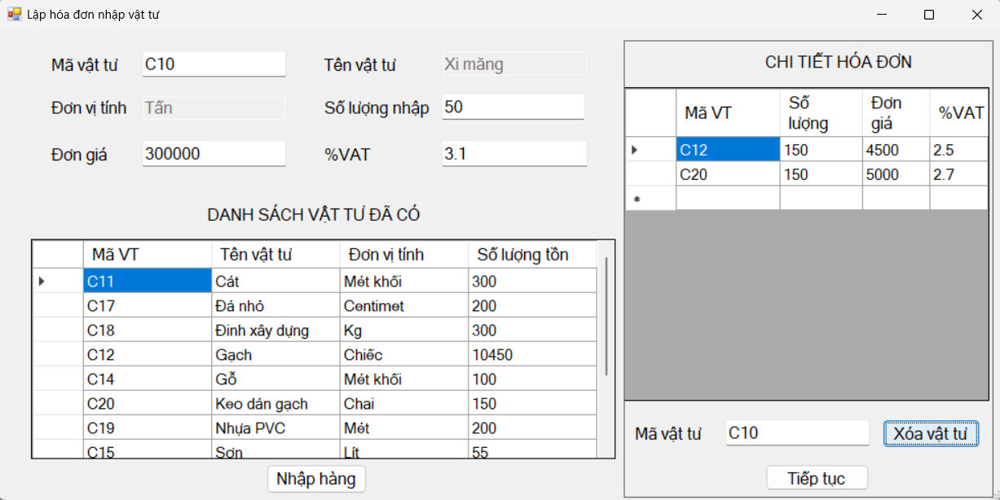 Lập hóa đơn nhập vật tư
Mã vật tư C10 Tên vật tư Xi măng
Đơn vị tính Tấn Số lượng nhập 50
Đơn giá 300000 %VAT 3.1
DANH SÁCH VẬT TƯ ĐÃ CÓ
Mã VT Tên vật tư Đơn vị tính Số lượng tồn
C11 Cát Mét khối 300
C17 Đá nhỏ Centimet 200
C18 Đinh xây dựng Kg 300
C12 Gạch Chiếc 10450
C14 Gỗ Mét khối 100
C20 Keo dán gạch Chai 150
C19 Nhựa PVC Mét 200
C15 Sơn Lít 55
Nhập hàng
CHI TIẾT HÓA ĐƠN
Mã VT Số lượng Đơn giá %VAT
C12 150 4500 2.5
C20 150 5000 2.7
Mã vật tư C10 Xóa vật tư
Tiếp tục